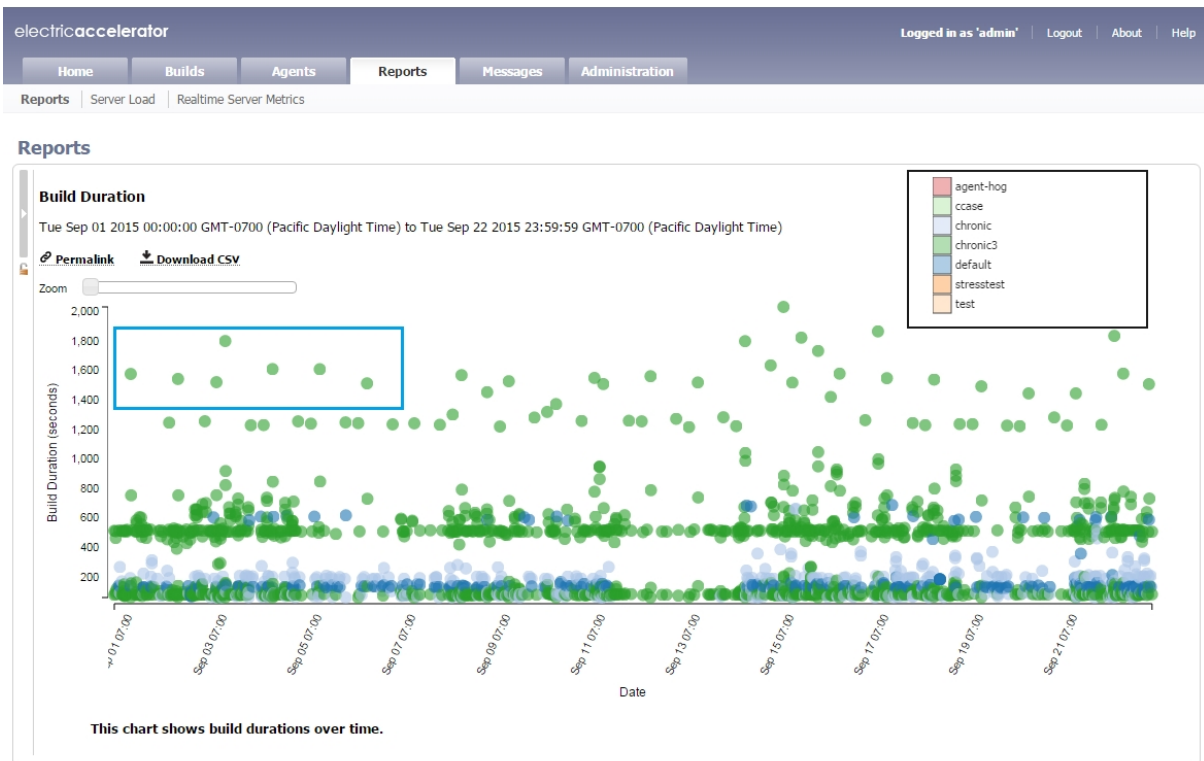 electricaccelerator
Logged in as 'admin' Logout About Help
Home Builds Agents Reports Messages Administration
Reports Server Load Realtime Server Metrics
Reports
Build Duration
Tue Sep 01 2015 00:00:00 GMT-0700 (Pacific Daylight Time) to Tue Sep 22 2015 23:59:59 GMT-0700 (Pacific Daylight Time)
Permalink Download CSV
Zoom
agent-hog
ccase
chronic
chronic3
default
stresstest
test
Build Duration (seconds)
2,000
1,800
1,600
1,400
1,200
1,000
800
600
400
200
01 07:00
Sep 03 07:00
Sep 05 07:00
Sep 07 07:00
Sep 09 07:00
Sep 11 07:00
Sep 13 07:00
Sep 15 07:00
Sep 17 07:00
Sep 19 07:00
Sep 21 07:00
Date
This chart shows build durations over time.